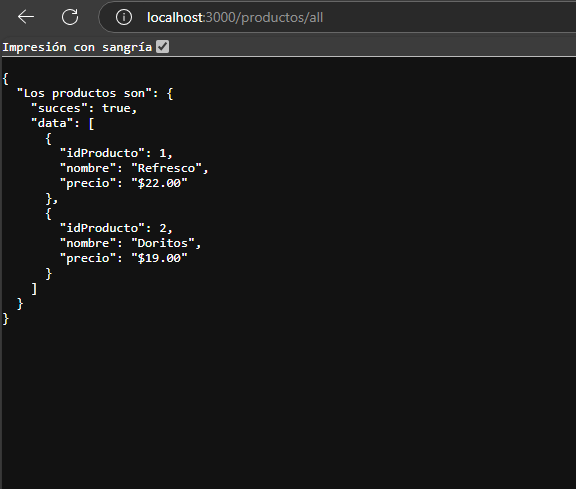 localhost:3000/productos/all
Impresión con sangría
{
  "Los productos son": {
    "succes": true,
    "data": [
      {
        "idProducto": 1,
        "nombre": "Refresco",
        "precio": "$22.00"
      },
      {
        "idProducto": 2,
        "nombre": "Doritos",
        "precio": "$19.00"
      }
    ]
  }
}